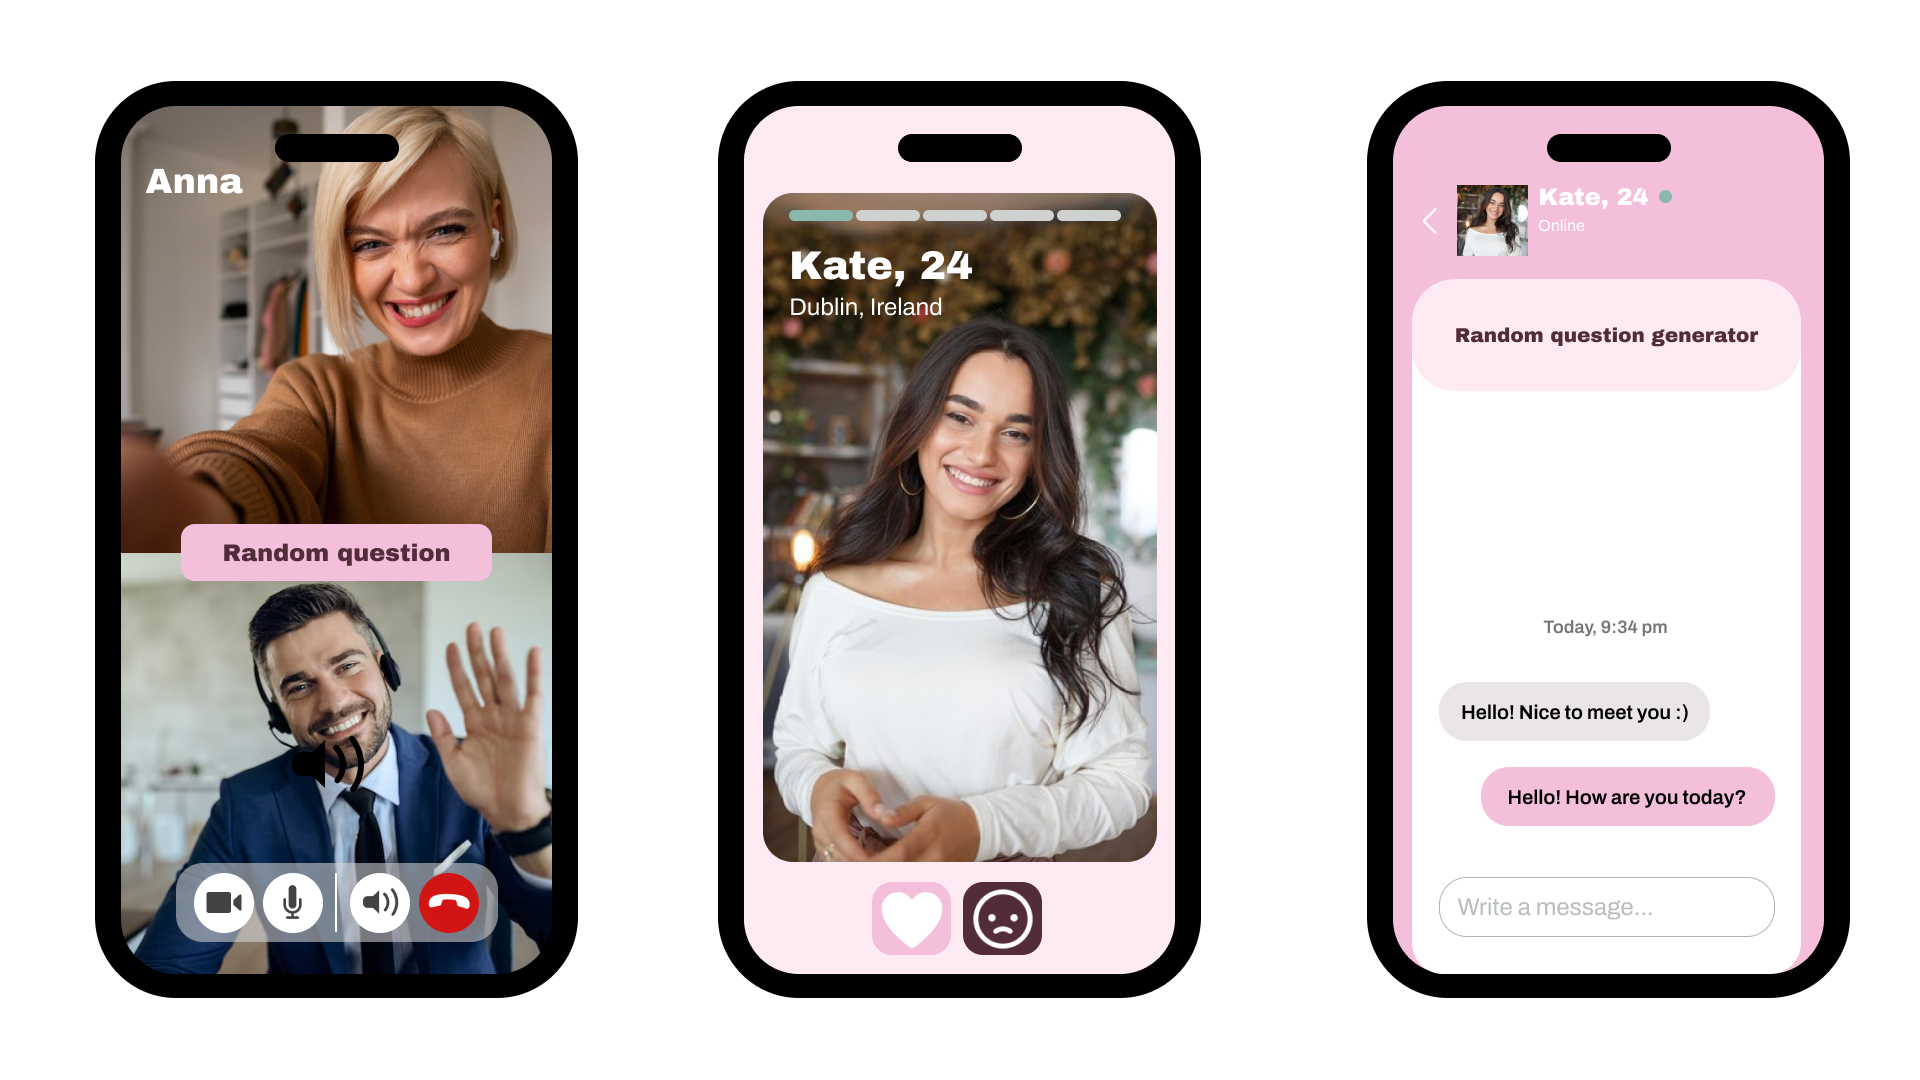 Anna
Random question
Kate, 24
Dublin, Ireland
Kate, 24
Online
Random question generator
Today, 9:34 pm
Hello! Nice to meet you :)
Hello! How are you today?
Write a message...